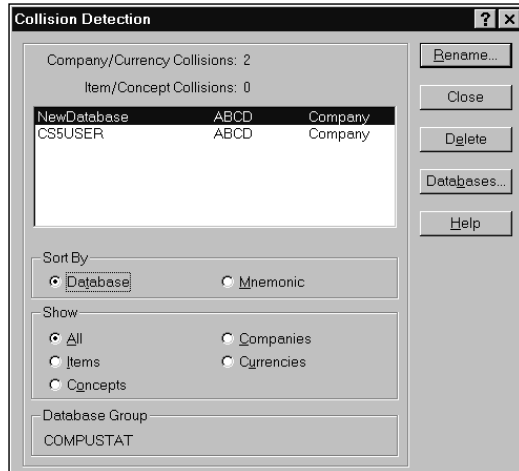 Collision Detection
Company/Currency Collisions: 2
Item/Concept Collisions: 0
NewDatabase ABCD Company
CS5USER ABCD Company
Rename...
Close
Delete
Databases...
Help
Sort By
Database Mnemonic
Show
All Companies
Items Currencies
Concepts
Database Group
COMPUSTAT